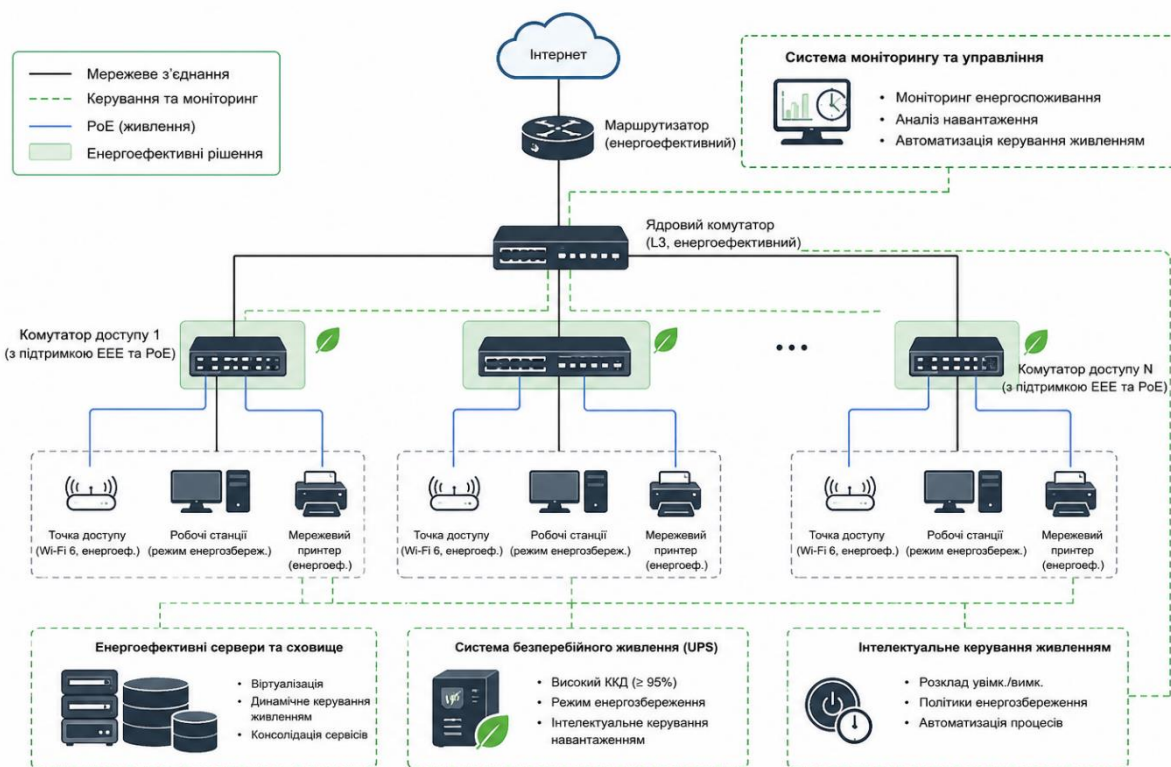 Інтернет
Мережеве з’єднання
Керування та моніторинг
PoE (живлення)
Енергоефективні рішення
Система моніторингу та управління
• Моніторинг енергоспоживання
• Аналіз навантаження
• Автоматизація керування живленням
Маршрутизатор
(енергоефективний)
Ядровий комутатор
(L3, енергоефективний)
Комутатор доступу 1
(з підтримкою EEE та PoE)
•••
Комутатор доступу N
(з підтримкою EEE та PoE)
Точка доступу
(Wi-Fi 6, енергоеф.)
Робочі станції
(режим енергозбереж.)
Мережевий
принтер
(енергоеф.)
Точка доступу
(Wi-Fi 6, енергоеф.)
Робочі станції
(режим енергозбереж.)
Мережевий
принтер
(енергоеф.)
Точка доступу
(Wi-Fi 6, енергоеф.)
Робочі станції
(режим енергозбереж.)
Мережевий
принтер
(енергоеф.)
Енергоефективні сервери та сховище
• Віртуалізація
• Динамічне керування
живленням
• Консолідація сервісів
Система безперебійного живлення (UPS)
• Високий ККД (≥ 95%)
• Режим енергозбереження
• Інтелектуальне керування
навантаженням
Інтелектуальне керування живленням
• Розклад увімк./вимк.
• Політики енергозбереження
• Автоматизація процесів